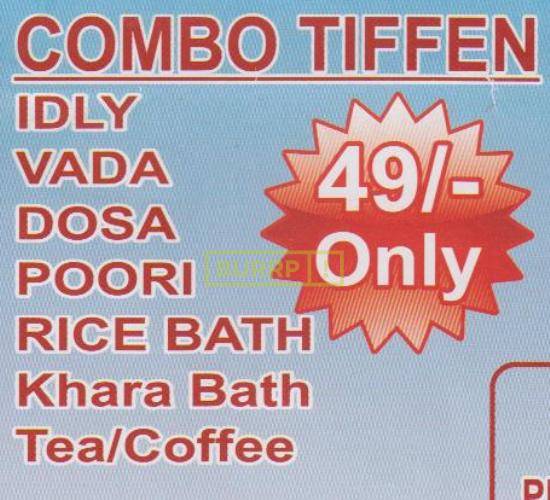 COMBO TIFFEN
IDLY
VADA
DOSA
POORI
RICE BATH
Khara Bath
Tea/Coffee
49/-
Only
BURRP